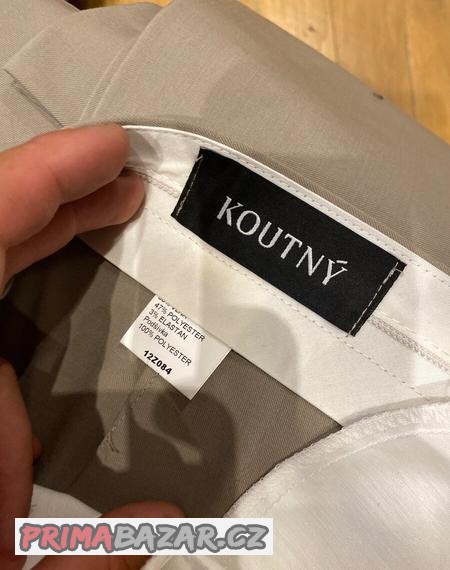 KOUTNÝ
47% POLYESTER
3% ELASTAN
Podšívka
100% POLYESTER
12Z084
PRIMABAZAR.CZ